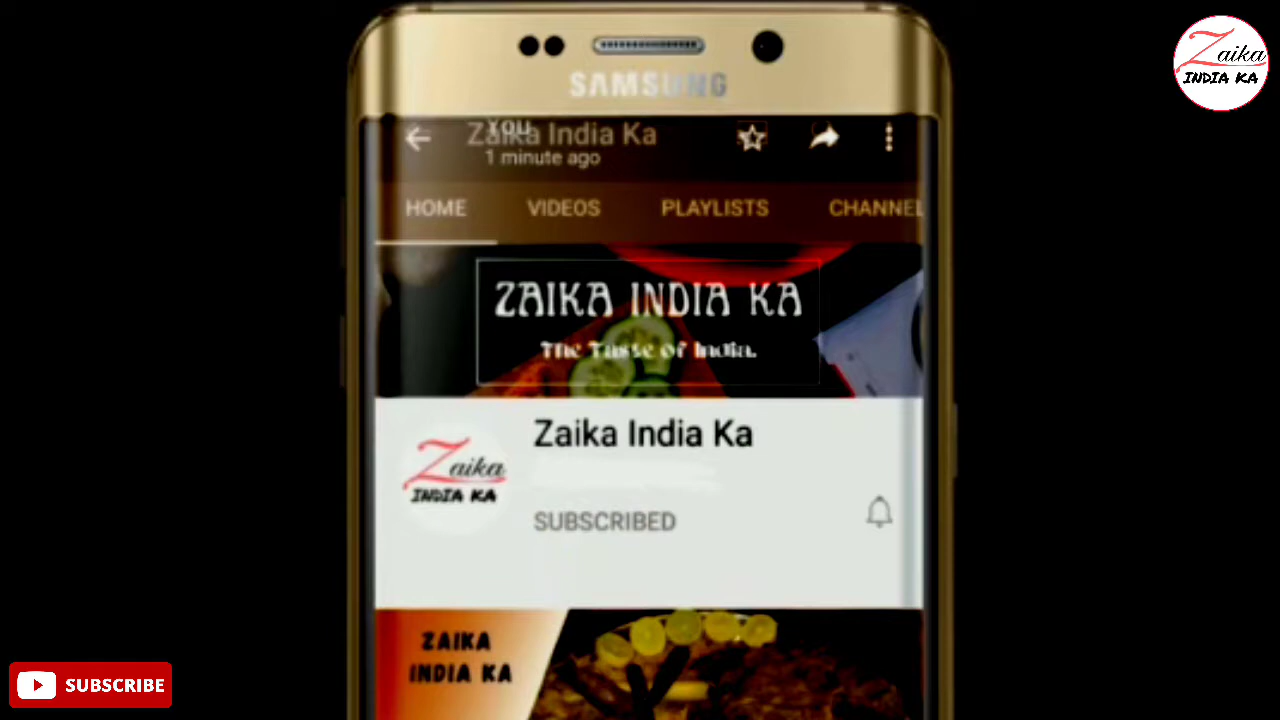 Zaika
INDIA KA
SAMSUNG
YOU
Zaika India Ka
1 minute ago
HOME VIDEOS PLAYLISTS CHANNEL
ZAIKA INDIA KA
The Taste of India.
Zaika India Ka
Zaika
INDIA KA
SUBSCRIBED
ZAIKA
INDIA KA
SUBSCRIBE